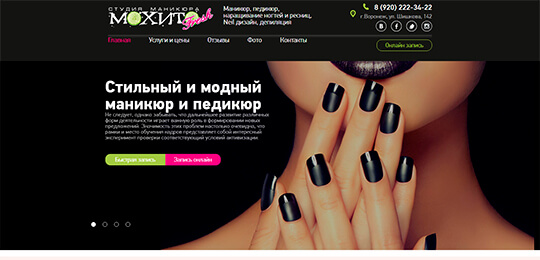 СТУДИЯ МАНИКЮРА
МОХИТО
Fresh
Маникюр, педикюр,
наращивание ногтей и ресниц,
Neil дизайн, депиляция
8 (920) 222-34-22
г.Воронеж, ул. Шишкова, 142
Главная Услуги и цены Отзывы Фото Контакты
Онлайн запись
Стильный и модный
маникюр и педикюр
Не следует, однако забывать, что дальнейшее развитие различных
форм деятельности играет важную роль в формировании новых
предложений. Значимость этих проблем настолько очевидна, что
рамки и место обучения кадров представляет собой интересный
эксперимент проверки соответствующий условий активизации.
Быстрая запись Запись онлайн